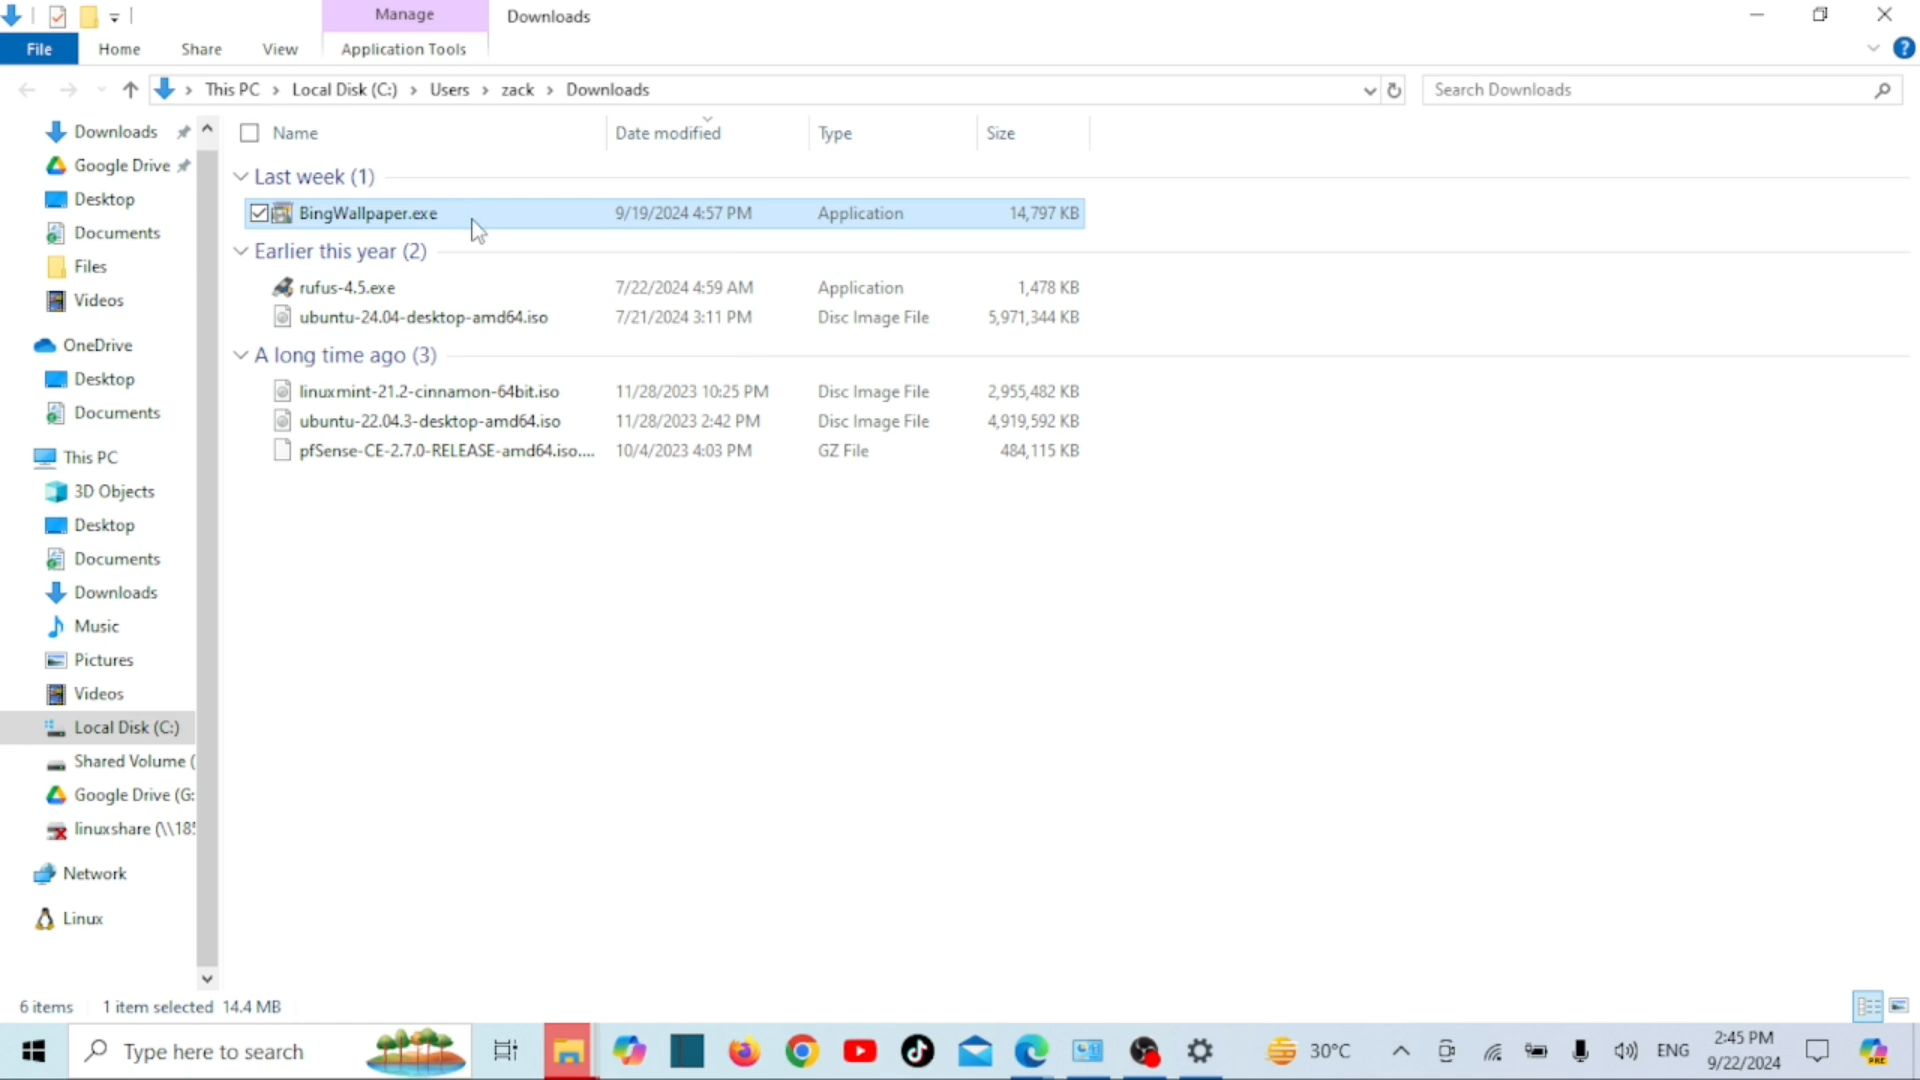 Manage
Downloads
File
Home
Share
View
Application Tools
This PC
Local Disk (C:)
Users
zack
Downloads
Search Downloads
Downloads
Google Drive
Desktop
Documents
Files
Videos
OneDrive
Desktop
Documents
This PC
3D Objects
Desktop
Documents
Downloads
Music
Pictures
Videos
Local Disk (C:)
Shared Volume (
Google Drive (G:
linuxshare (\\185
Network
Linux
Name Date modified Type Size
Last week (1)
BingWallpaper.exe 9/19/2024 4:57 PM Application 14,797 KB
Earlier this year (2)
rufus-4.5.exe 7/22/2024 4:59 AM Application 1,478 KB
ubuntu-24.04-desktop-amd64.iso 7/21/2024 3:11 PM Disc Image File 5,971,344 KB
A long time ago (3)
linuxmint-21.2-cinnamon-64bit.iso 11/28/2023 10:25 PM Disc Image File 2,955,482 KB
ubuntu-22.04.3-desktop-amd64.iso 11/28/2023 2:42 PM Disc Image File 4,919,592 KB
pfSense-CE-2.7.0-RELEASE-amd64.iso.... 10/4/2023 4:03 PM GZ File 484,115 KB
6 items 1 item selected 14.4 MB
Type here to search
30°C
ENG
2:45 PM
9/22/2024
PRE